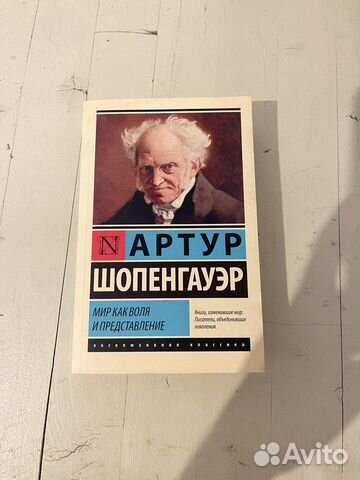 N АРТУР
ШОПЕНГАУЭР
МИР КАК ВОЛЯ
И ПРЕДСТАВЛЕНИЕ
Книги, изменившие мир.
Писатели, объединившие
поколения.
ЭКСКЛЮЗИВНАЯ КЛАССИКА
Avito